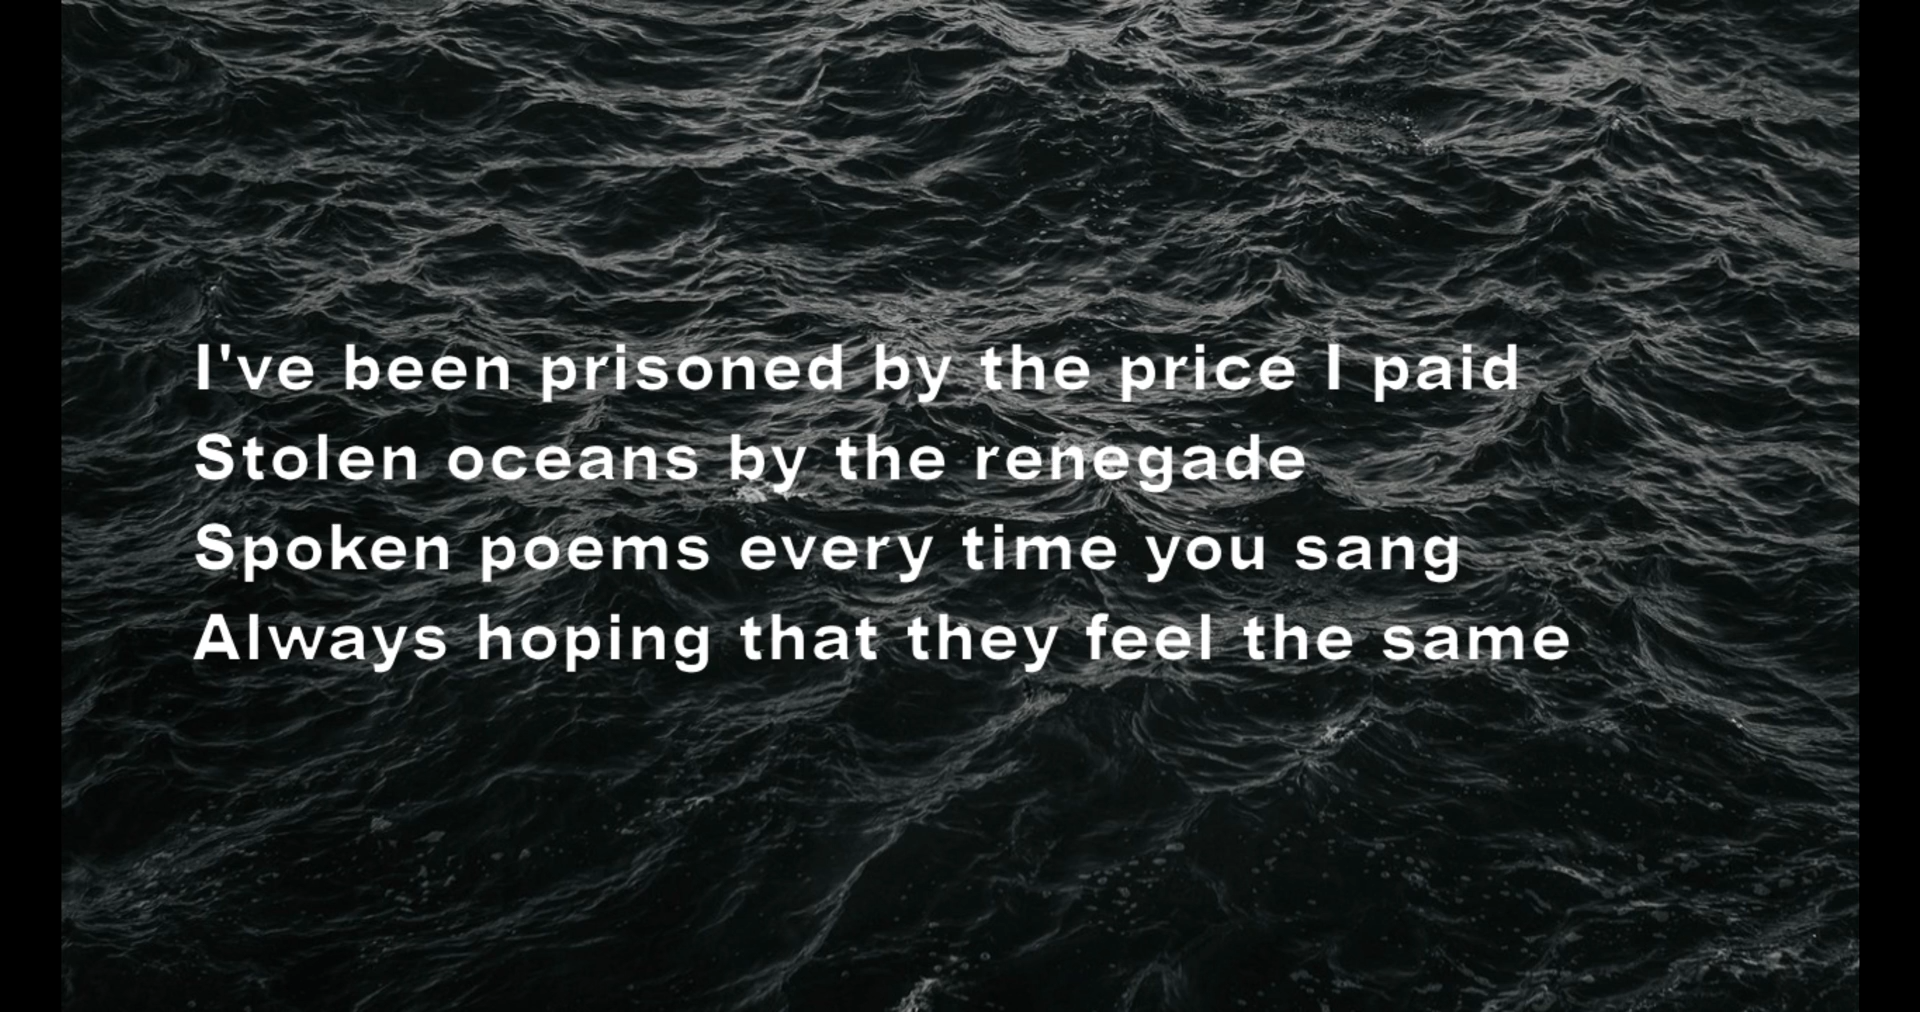 I've been prisoned by the price I paid
Stolen oceans by the renegade
Spoken poems every time you sang
Always hoping that they feel the same